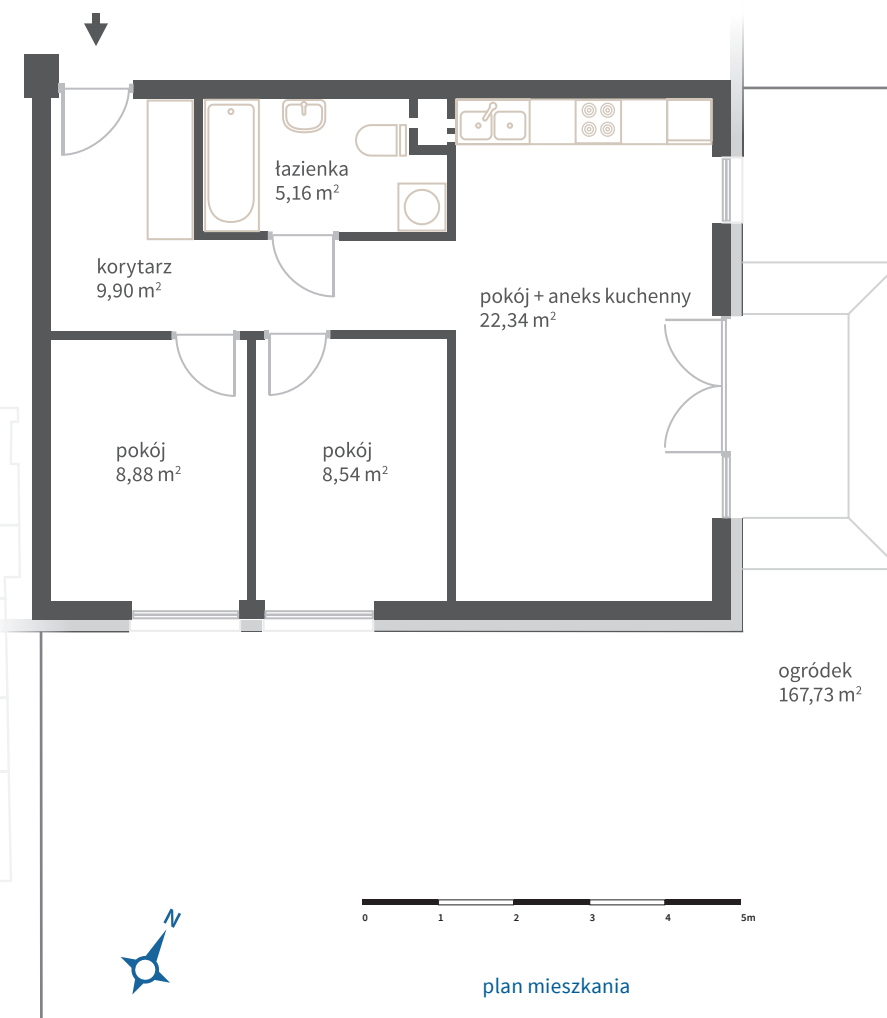 łazienka
5,16 m²
korytarz
9,90 m²
pokój + aneks kuchenny
22,34 m²
pokój
8,88 m²
pokój
8,54 m²
ogródek
167,73 m²
N
0 1 2 3 4 5m
plan mieszkania